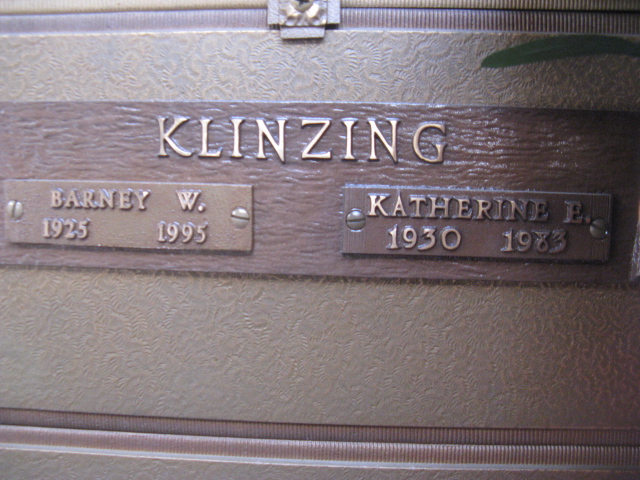 KLINZING
BARNEY W.
1925 1995
KATHERINE E.
1930 1983